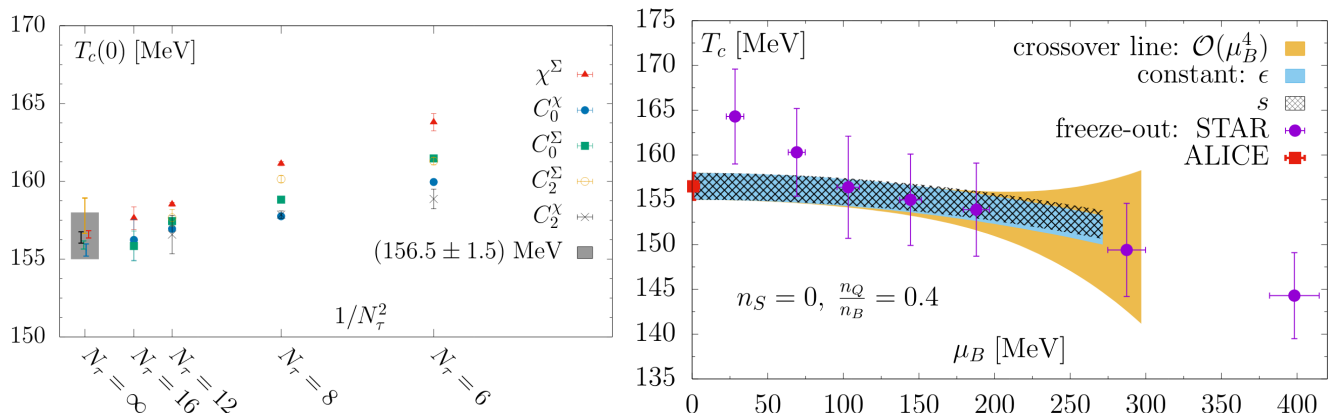 170
165
160
155
150
T_c(0) [MeV]
χ^Σ
C_0^χ
C_0^Σ
C_2^Σ
C_2^χ
(156.5 ± 1.5) MeV
1/N_τ^2
N_τ = ∞
N_τ = 16
N_τ = 12
N_τ = 8
N_τ = 6
175
170
165
160
155
150
145
140
135
T_c [MeV]
crossover line: 𝒪(μ_B^4)
constant: ϵ
s
freeze-out: STAR
ALICE
n_S = 0, n_Q/n_B = 0.4
μ_B [MeV]
0 50 100 150 200 250 300 350 400